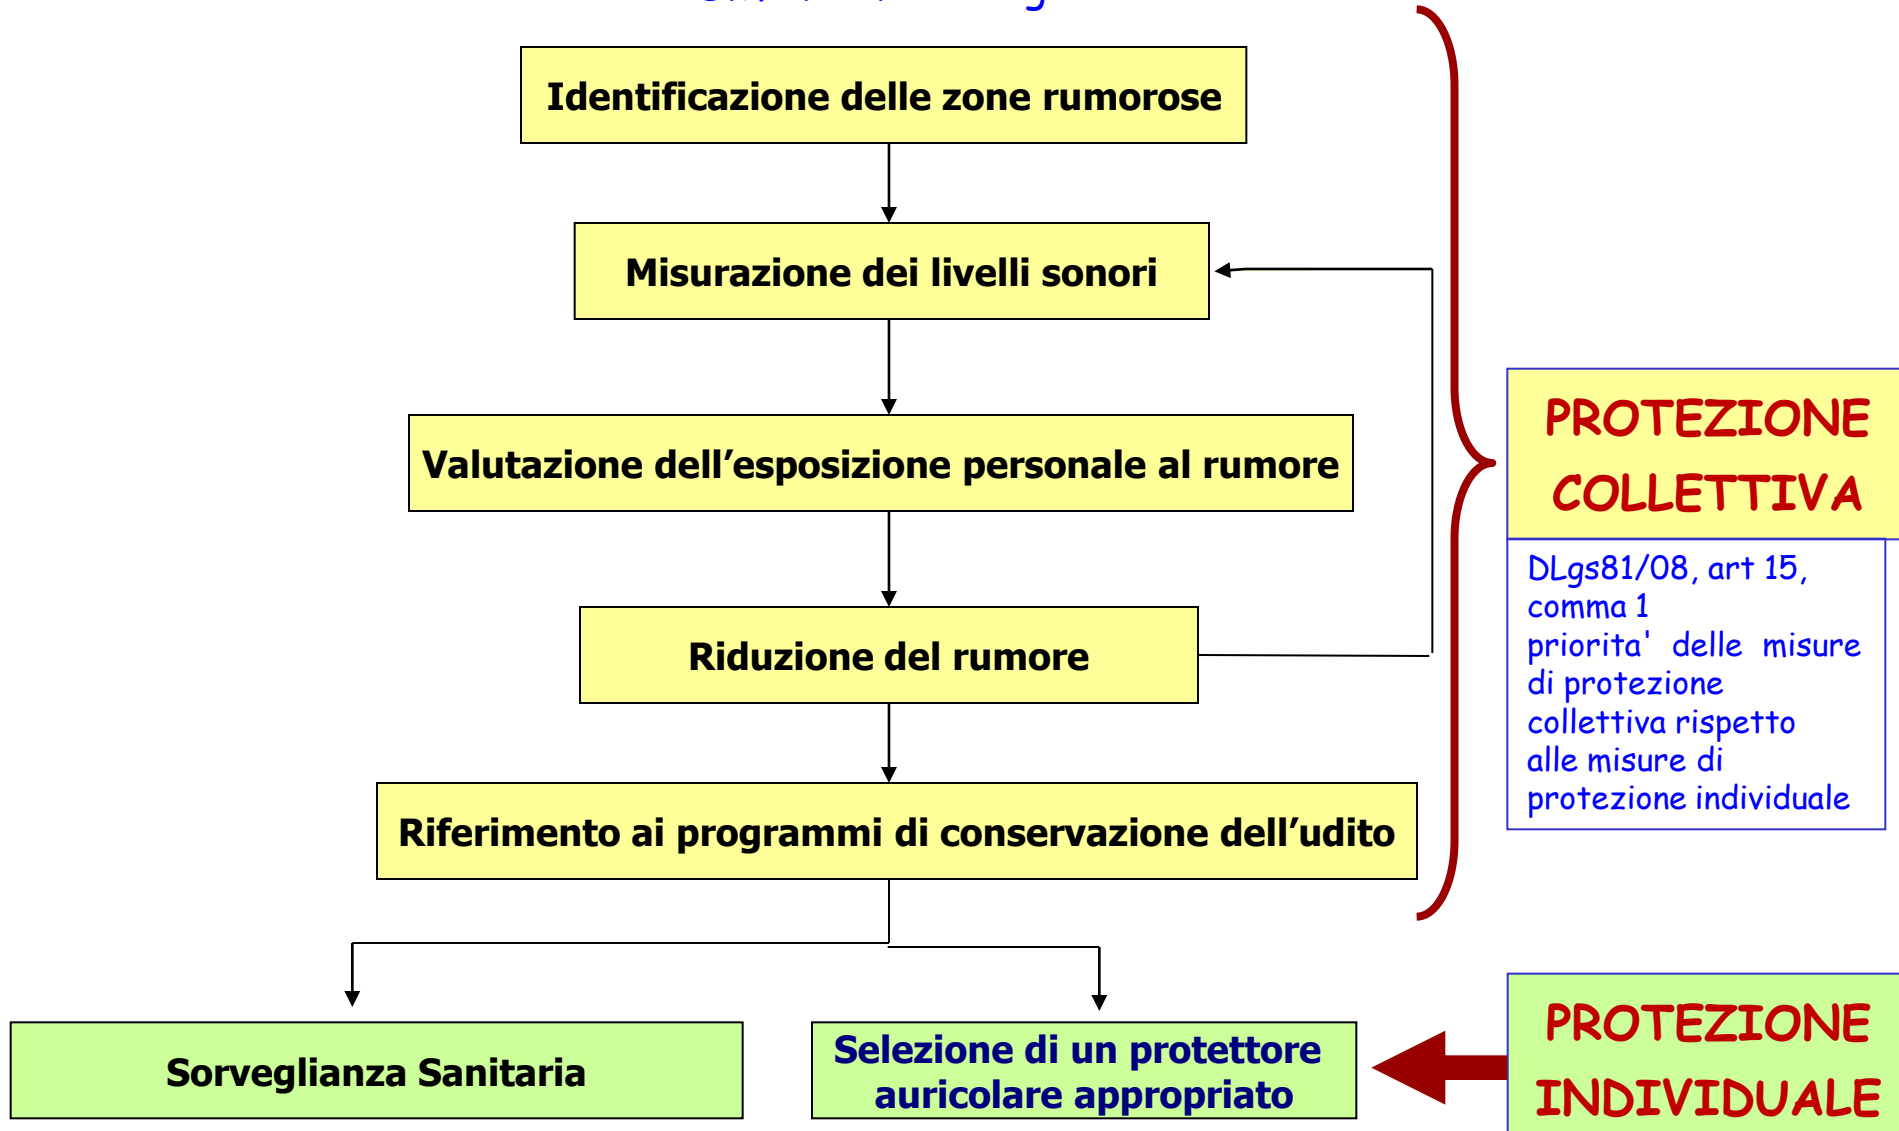 Identificazione delle zone rumorose
Misurazione dei livelli sonori
Valutazione dell’esposizione personale al rumore
Riduzione del rumore
Riferimento ai programmi di conservazione dell’udito
Sorveglianza Sanitaria
Selezione di un protettore
auricolare appropriato
PROTEZIONE
COLLETTIVA
DLgs81/08, art 15,
comma 1
priorita' delle misure
di protezione
collettiva rispetto
alle misure di
protezione individuale
PROTEZIONE
INDIVIDUALE